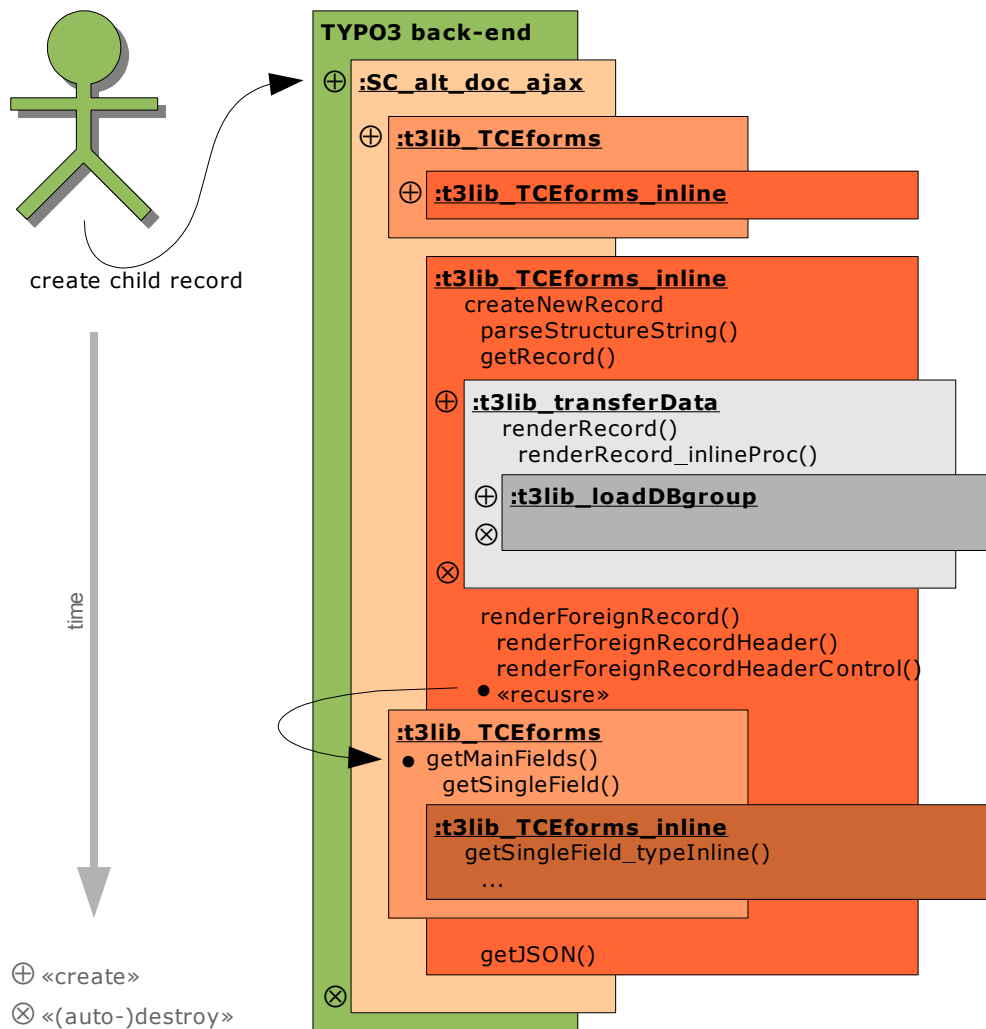 TYPO3 back-end
:SC_alt_doc_ajax
:t3lib_TCEforms
:t3lib_TCEforms_inline
create child record
:t3lib_TCEforms_inline
createNewRecord
parseStructureString()
getRecord()
:t3lib_transferData
renderRecord()
renderRecord_inlineProc()
:t3lib_loadDBgroup
time
renderForeignRecord()
renderForeignRecordHeader()
renderForeignRecordHeaderControl()
«recusre»
:t3lib_TCEforms
getMainFields()
getSingleField()
:t3lib_TCEforms_inline
getSingleField_typeInline()
...
getJSON()
«create»
«(auto-)destroy»